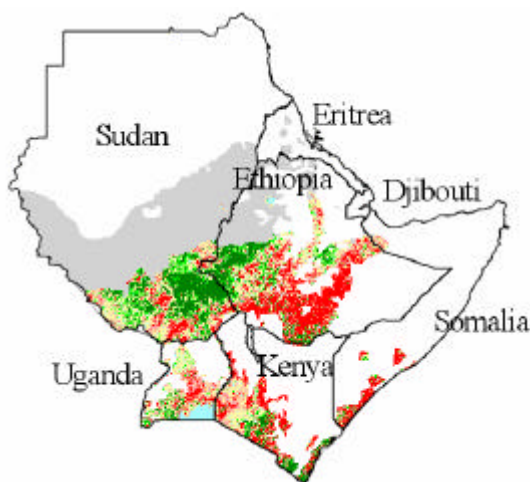 Eritrea
Sudan
Ethiopia
Djibouti
Somalia
Kenya
Uganda